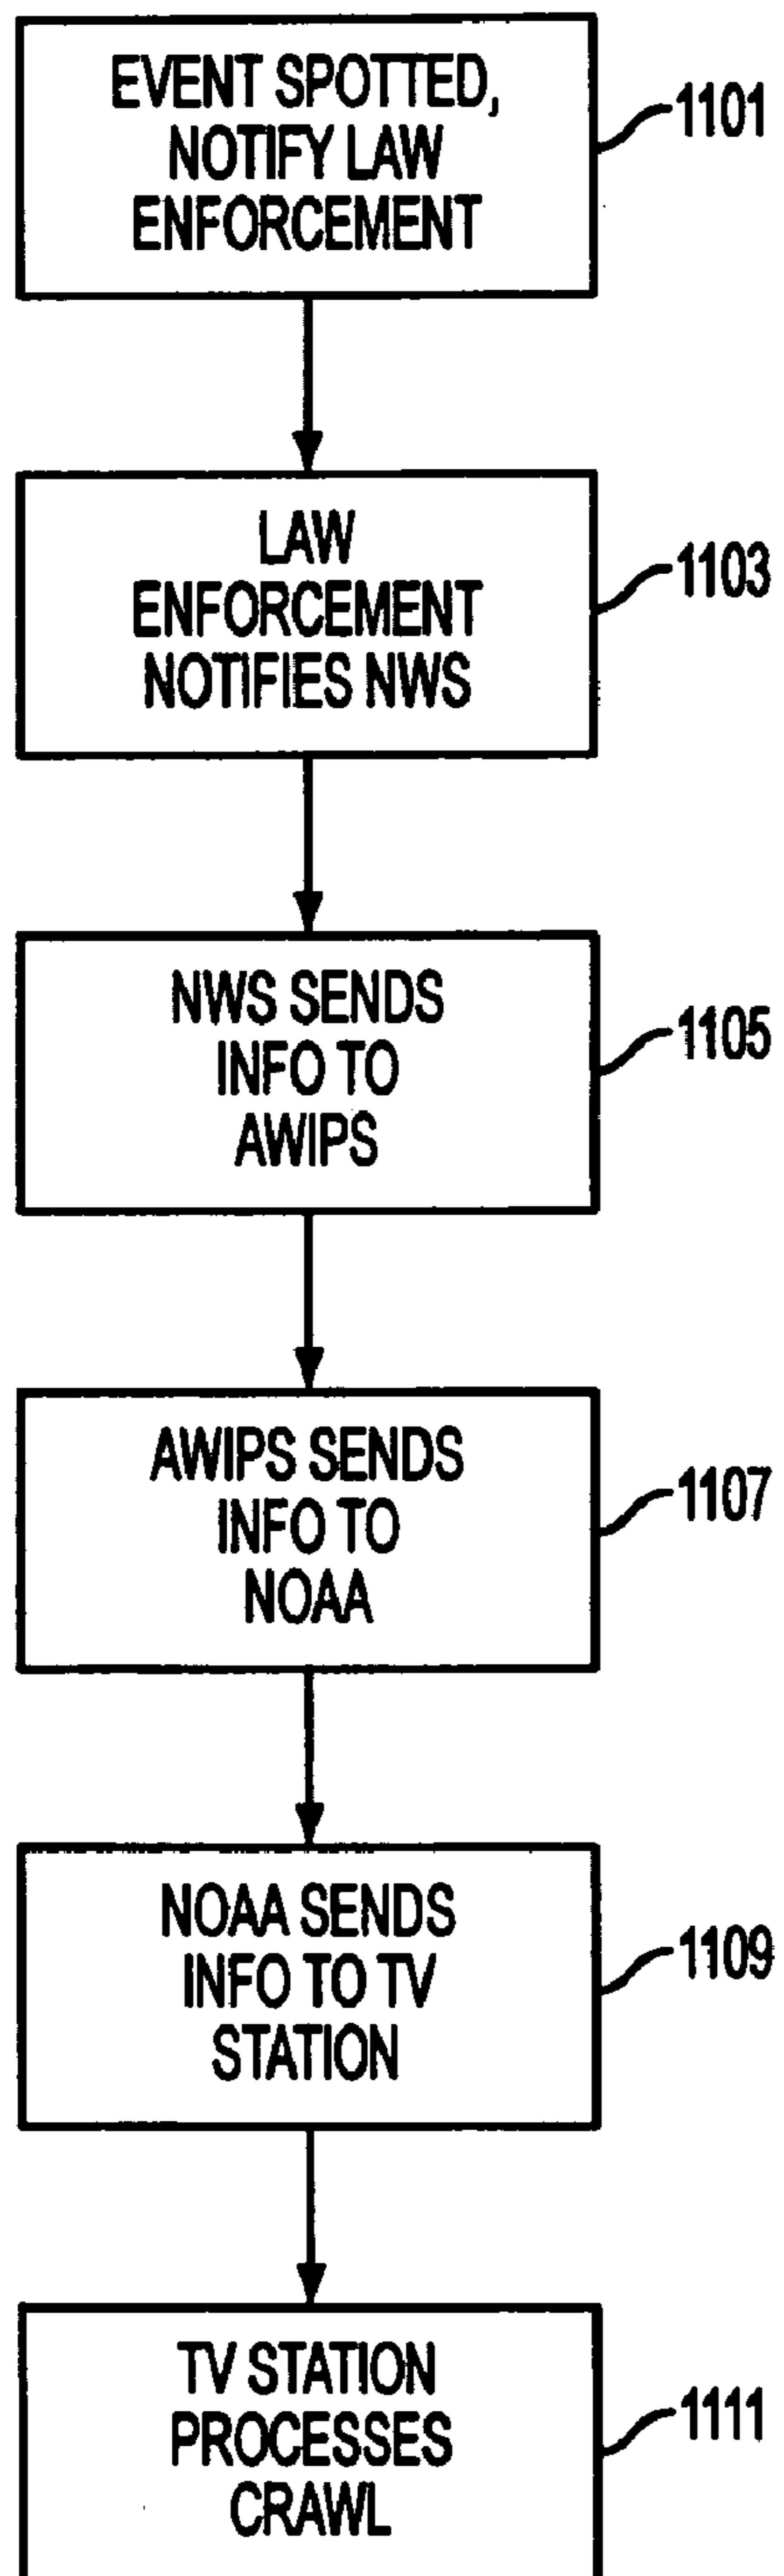 EVENT SPOTTED,
NOTIFY LAW
ENFORCEMENT
1101
LAW
ENFORCEMENT
NOTIFIES NWS
1103
NWS SENDS
INFO TO
AWIPS
1105
AWIPS SENDS
INFO TO
NOAA
1107
NOAA SENDS
INFO TO TV
STATION
1109
TV STATION
PROCESSES
CRAWL
1111